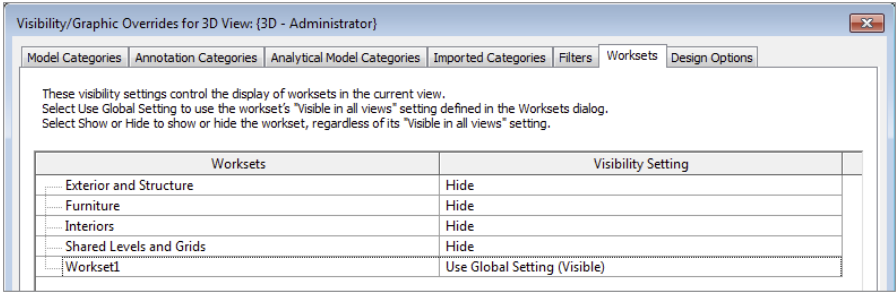 Visibility/Graphic Overrides for 3D View: {3D - Administrator}
Model Categories Annotation Categories Analytical Model Categories Imported Categories Filters Worksets Design Options
These visibility settings control the display of worksets in the current view.
Select Use Global Setting to use the workset's "Visible in all views" setting defined in the Worksets dialog.
Select Show or Hide to show or hide the workset, regardless of its "Visible in all views" setting.
Worksets Visibility Setting
Exterior and Structure Hide
Furniture Hide
Interiors Hide
Shared Levels and Grids Hide
Workset1 Use Global Setting (Visible)